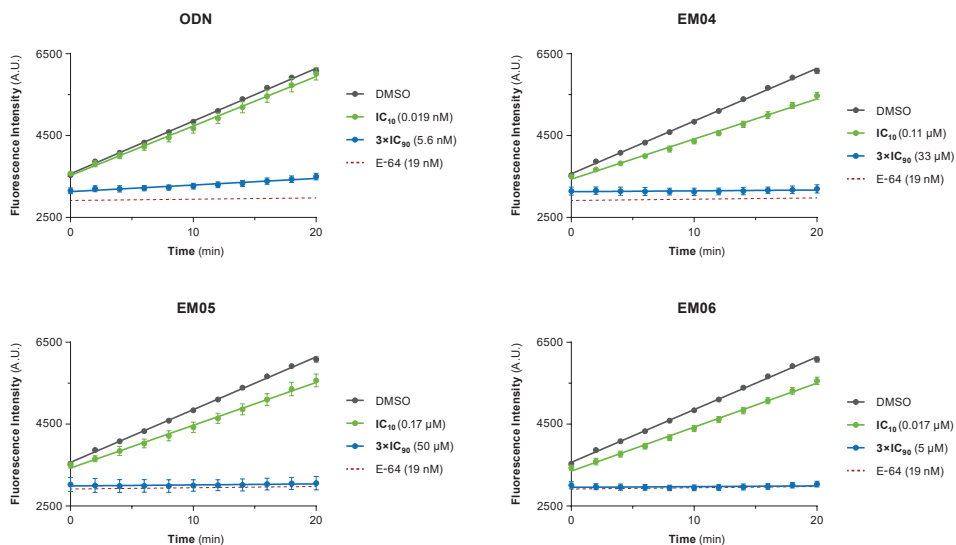 ODN
Fluorescence Intensity (A.U.)
6500
4500
2500
0
10
20
Time (min)
DMSO
IC10 (0.019 nM)
3×IC90 (5.6 nM)
E-64 (19 nM)
EM04
Fluorescence Intensity (A.U.)
6500
4500
2500
0
10
20
Time (min)
DMSO
IC10 (0.11 µM)
3×IC90 (33 µM)
E-64 (19 nM)
EM05
Fluorescence Intensity (A.U.)
6500
4500
2500
0
10
20
Time (min)
DMSO
IC10 (0.17 µM)
3×IC90 (50 µM)
E-64 (19 nM)
EM06
Fluorescence Intensity (A.U.)
6500
4500
2500
0
10
20
Time (min)
DMSO
IC10 (0.017 µM)
3×IC90 (5 µM)
E-64 (19 nM)